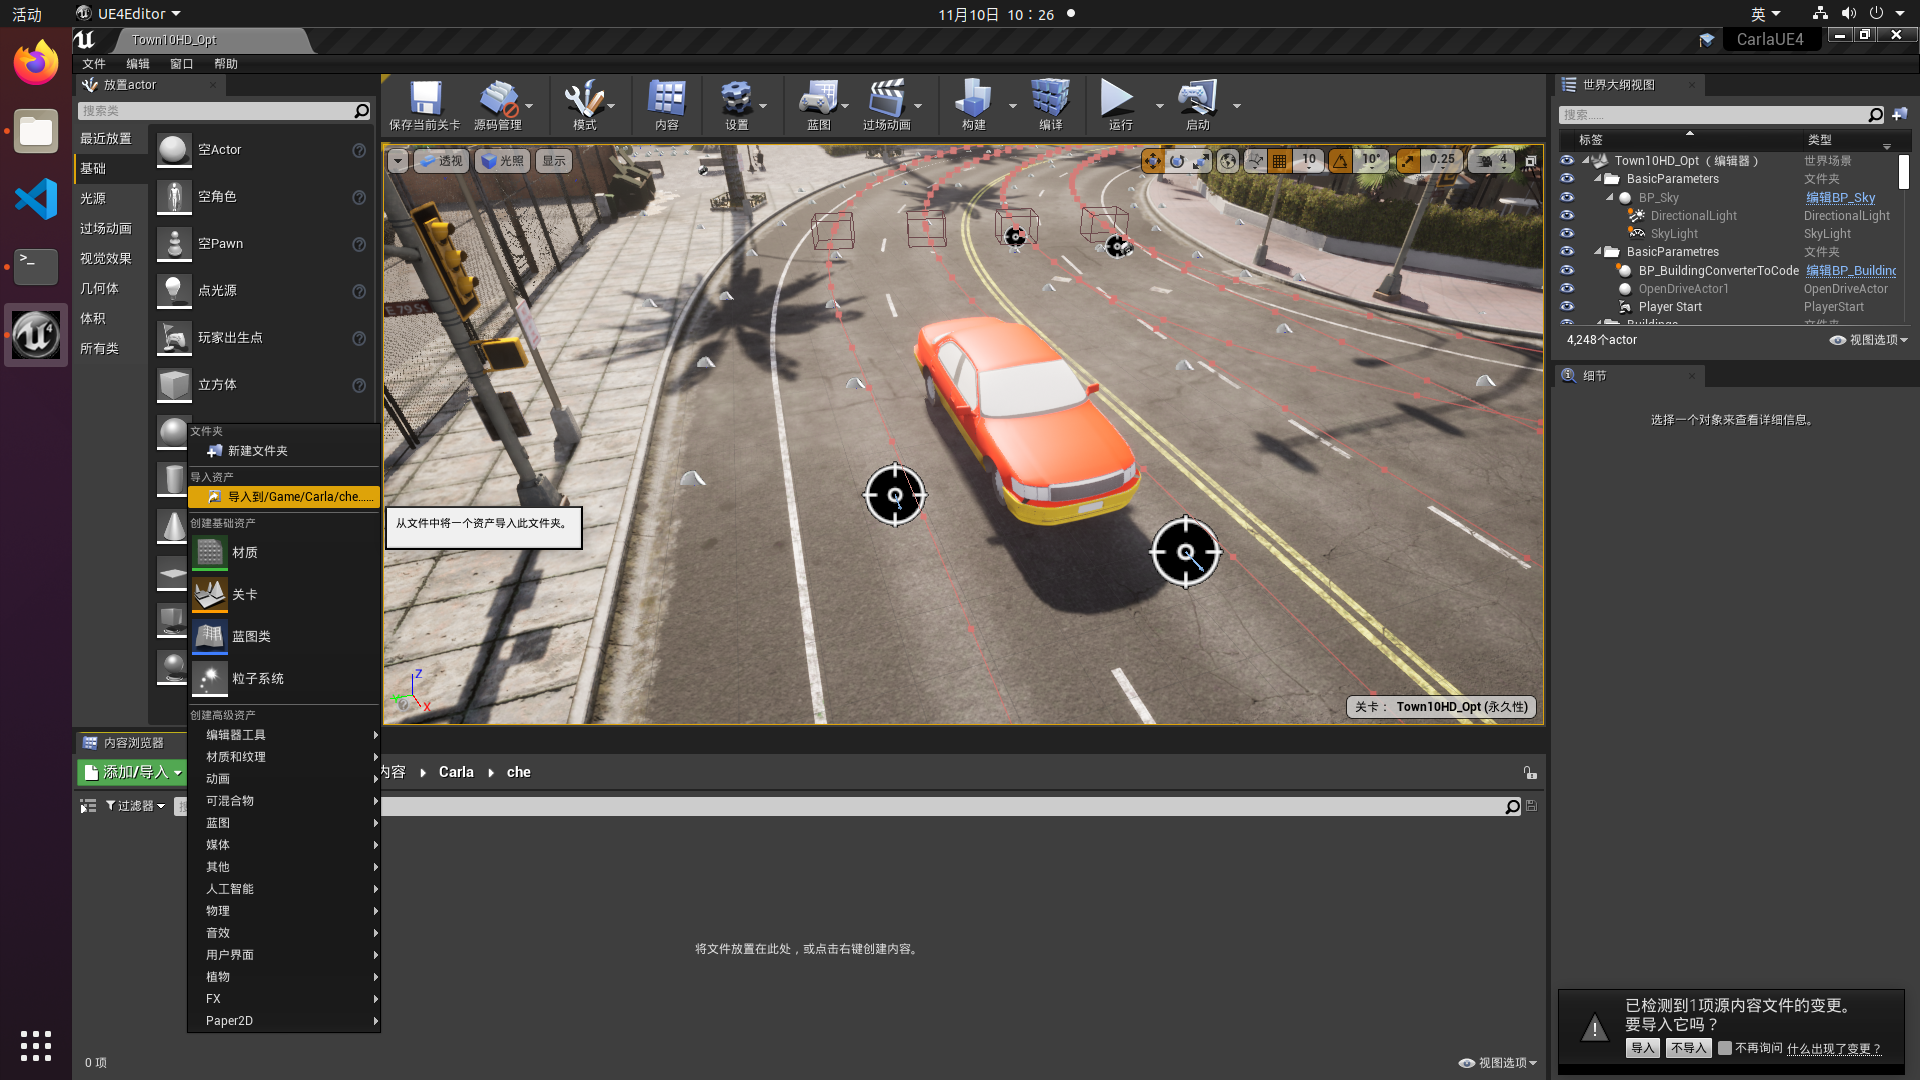 活动
UE4Editor
11月10日 10：26
英
Town10HD_Opt
CarlaUE4
文件 编辑 窗口 帮助
放置actor
搜索类
最近放置
基础
光源
过场动画
视觉效果
几何体
体积
所有类
空Actor
空角色
空Pawn
点光源
玩家出生点
立方体
保存当前关卡
源码管理
模式
内容
设置
蓝图
过场动画
构建
编译
运行
启动
透视
光照
显示
10
10°
0.25
4
文件夹
新建文件夹
导入资产
导入到/Game/Carla/che......
从文件中将一个资产导入此文件夹。
创建基础资产
材质
关卡
蓝图类
粒子系统
创建高级资产
编辑器工具
材质和纹理
动画
可混合物
蓝图
媒体
其他
人工智能
物理
音效
用户界面
植物
FX
Paper2D
Z
X
关卡： Town10HD_Opt (永久性)
内容浏览器
添加/导入
内容 Carla che
过滤器
将文件放置在此处，或点击右键创建内容。
0 项
视图选项
世界大纲视图
搜索......
标签 类型
Town10HD_Opt（编辑器） 世界场景
BasicParameters 文件夹
BP_Sky 编辑BP_Sky
DirectionalLight DirectionalLight
SkyLight SkyLight
BasicParametres 文件夹
BP_BuildingConverterToCode 编辑BP_Building
OpenDriveActor1 OpenDriveActor
Player Start PlayerStart
Buildings 文件夹
4,248个actor
视图选项
细节
选择一个对象来查看详细信息。
已检测到1项源内容文件的变更。
要导入它吗？
导入 不导入 不再询问 什么出现了变更？